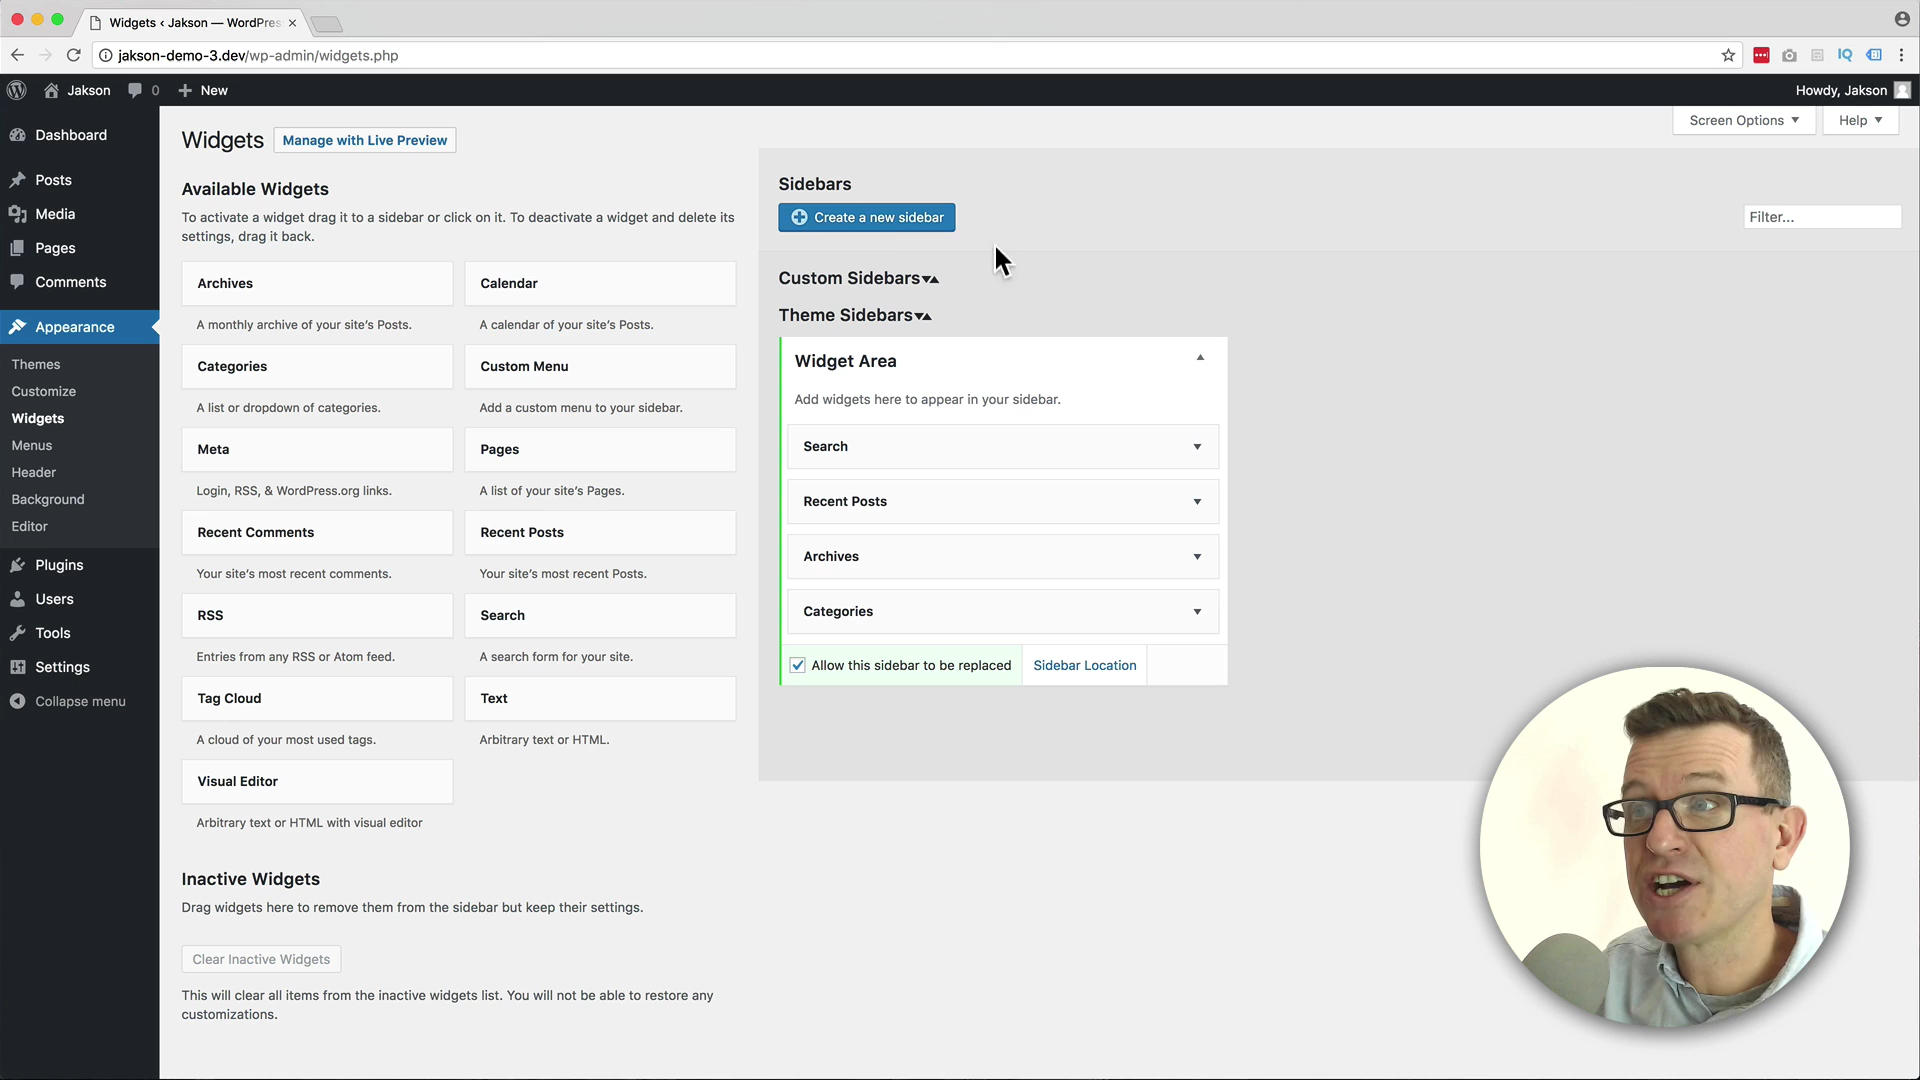 Widgets ‹ Jakson — WordPres
jakson-demo-3.dev/wp-admin/widgets.php
IQ
Jakson
0
New
Howdy, Jakson
Dashboard
Posts
Media
Pages
Comments
Appearance
Themes
Customize
Widgets
Menus
Header
Background
Editor
Plugins
Users
Tools
Settings
Collapse menu
Screen Options
Help
Widgets
Manage with Live Preview
Available Widgets
To activate a widget drag it to a sidebar or click on it. To deactivate a widget and delete its
settings, drag it back.
Archives
Calendar
A monthly archive of your site’s Posts.
A calendar of your site’s Posts.
Categories
Custom Menu
A list or dropdown of categories.
Add a custom menu to your sidebar.
Meta
Pages
Login, RSS, & WordPress.org links.
A list of your site’s Pages.
Recent Comments
Recent Posts
Your site’s most recent comments.
Your site’s most recent Posts.
RSS
Search
Entries from any RSS or Atom feed.
A search form for your site.
Tag Cloud
Text
A cloud of your most used tags.
Arbitrary text or HTML.
Visual Editor
Arbitrary text or HTML with visual editor
Inactive Widgets
Drag widgets here to remove them from the sidebar but keep their settings.
Clear Inactive Widgets
This will clear all items from the inactive widgets list. You will not be able to restore any
customizations.
Sidebars
Create a new sidebar
Filter...
Custom Sidebars
Theme Sidebars
Widget Area
Add widgets here to appear in your sidebar.
Search
Recent Posts
Archives
Categories
Allow this sidebar to be replaced
Sidebar Location